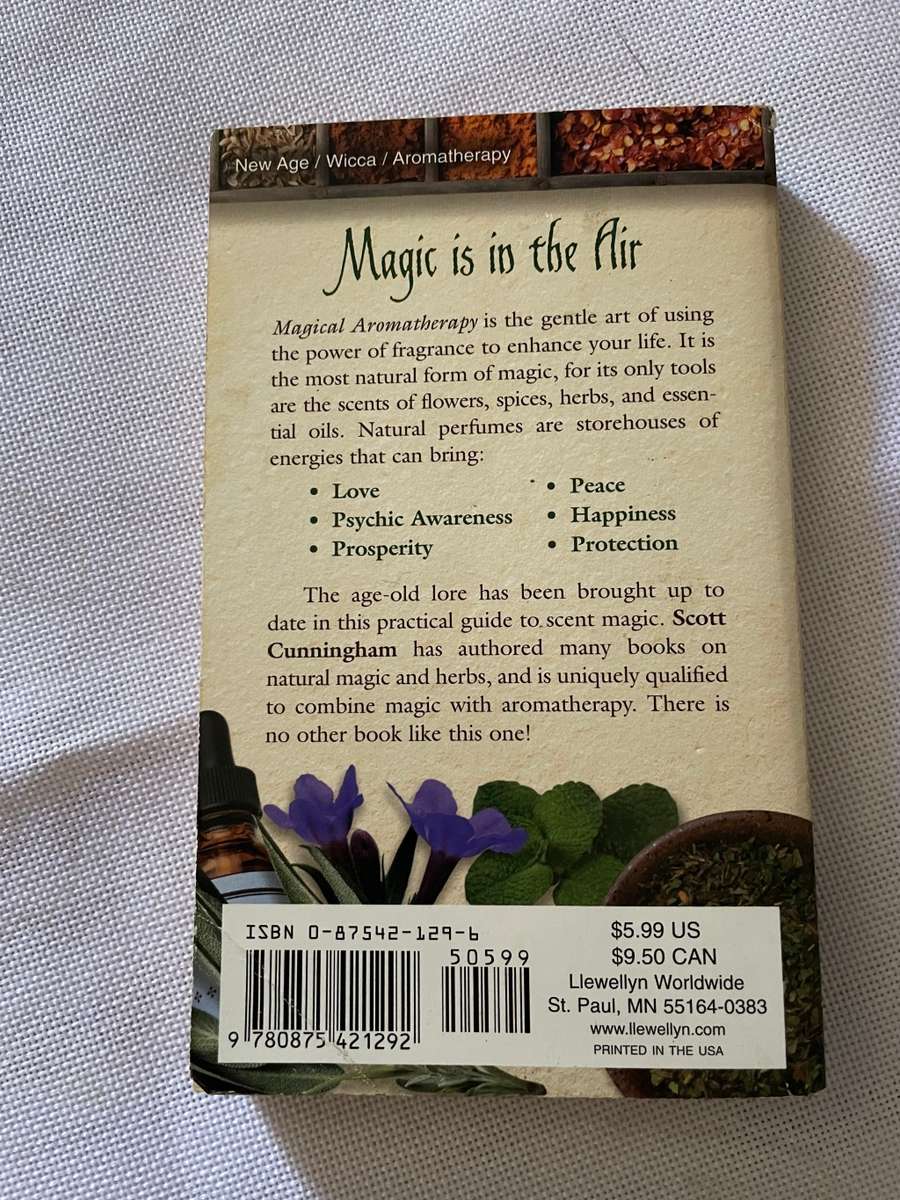 New Age / Wicca / Aromatherapy
Magic is in the Air
Magical Aromatherapy is the gentle art of using
the power of fragrance to enhance your life. It is
the most natural form of magic, for its only tools
are the scents of flowers, spices, herbs, and essen-
tial oils. Natural perfumes are storehouses of
energies that can bring:
• Love
• Psychic Awareness
• Prosperity
• Peace
• Happiness
• Protection
The age-old lore has been brought up to
date in this practical guide to scent magic. Scott
Cunningham has authored many books on
natural magic and herbs, and is uniquely qualified
to combine magic with aromatherapy. There is
no other book like this one!
ISBN 0-87542-129-6
50599
9 780875 421292
$5.99 US
$9.50 CAN
Llewellyn Worldwide
St. Paul, MN 55164-0383
www.llewellyn.com
PRINTED IN THE USA